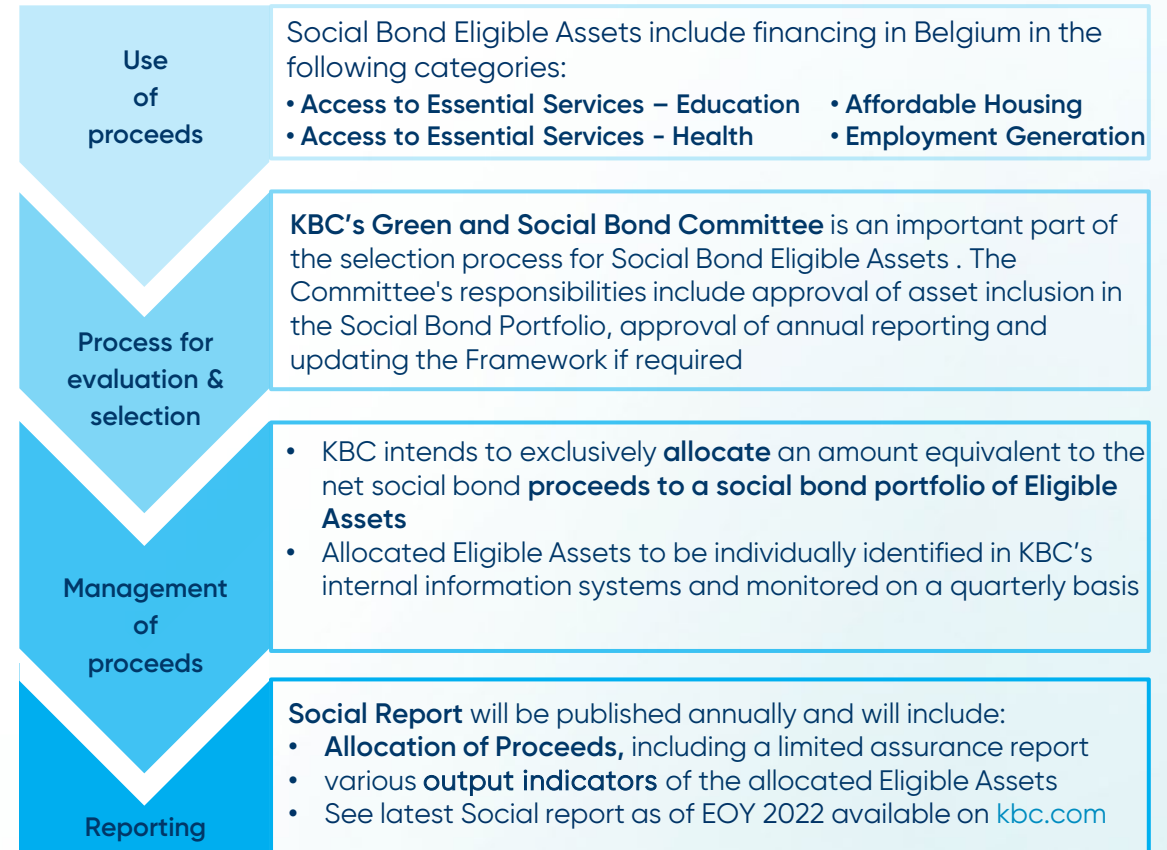 Use
of
proceeds
Social Bond Eligible Assets include financing in Belgium in the
following categories:
• Access to Essential Services – Education
• Access to Essential Services - Health
• Affordable Housing
• Employment Generation
Process for
evaluation &
selection
KBC's Green and Social Bond Committee is an important part of
the selection process for Social Bond Eligible Assets . The
Committee's responsibilities include approval of asset inclusion in
the Social Bond Portfolio, approval of annual reporting and
updating the Framework if required
Management
of
proceeds
• KBC intends to exclusively allocate an amount equivalent to the
net social bond proceeds to a social bond portfolio of Eligible
Assets
• Allocated Eligible Assets to be individually identified in KBC's
internal information systems and monitored on a quarterly basis
Reporting
Social Report will be published annually and will include:
• Allocation of Proceeds, including a limited assurance report
• various output indicators of the allocated Eligible Assets
• See latest Social report as of EOY 2022 available on kbc.com